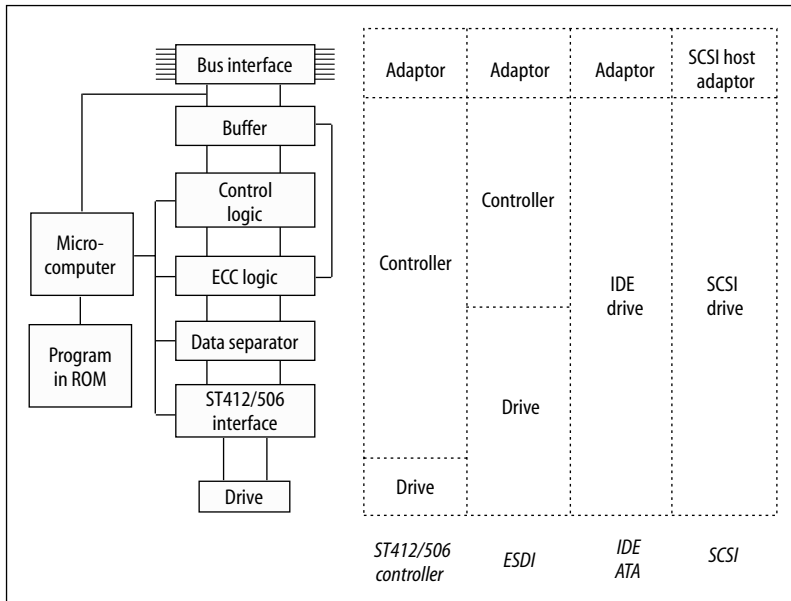 Bus interface
Buffer
Control
logic
Micro-
computer
ECC logic
Data separator
Program
in ROM
ST412/506
interface
Drive
Adaptor
Controller
Drive
ST412/506
controller
Adaptor
Controller
Drive
ESDI
Adaptor
IDE
drive
IDE
ATA
SCSI host
adaptor
SCSI
drive
SCSI